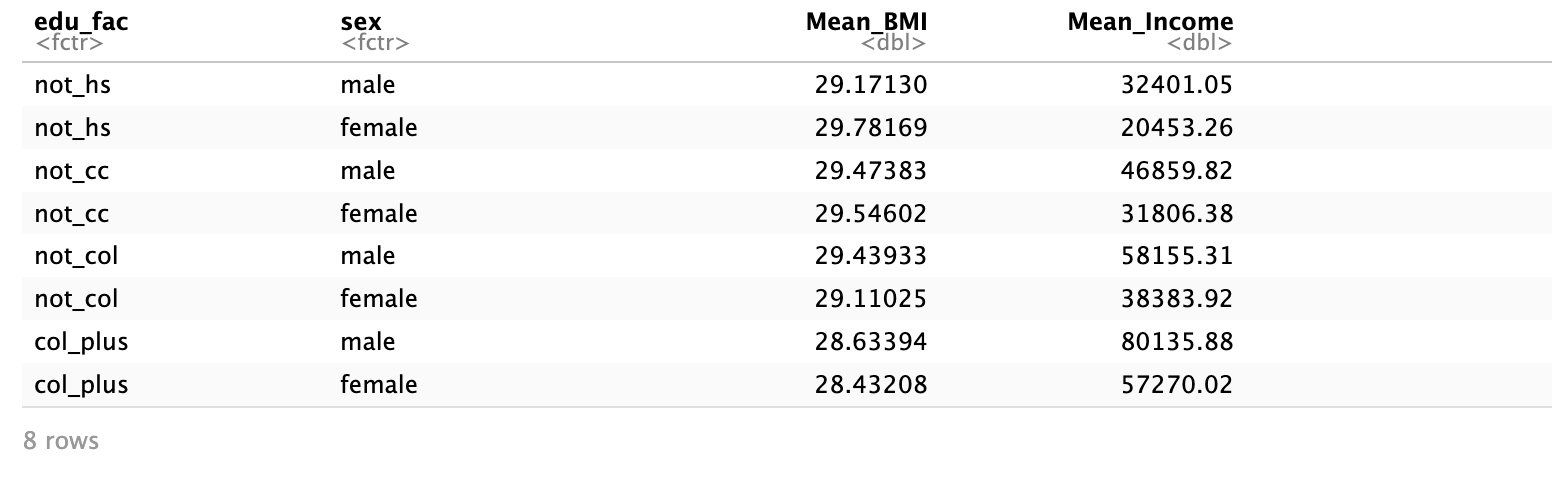 edu_fac sex Mean_BMI Mean_Income
<fctr> <fctr> <dbl> <dbl>
not_hs male 29.17130 32401.05
not_hs female 29.78169 20453.26
not_cc male 29.47383 46859.82
not_cc female 29.54602 31806.38
not_col male 29.43933 58155.31
not_col female 29.11025 38383.92
col_plus male 28.63394 80135.88
col_plus female 28.43208 57270.02
8 rows